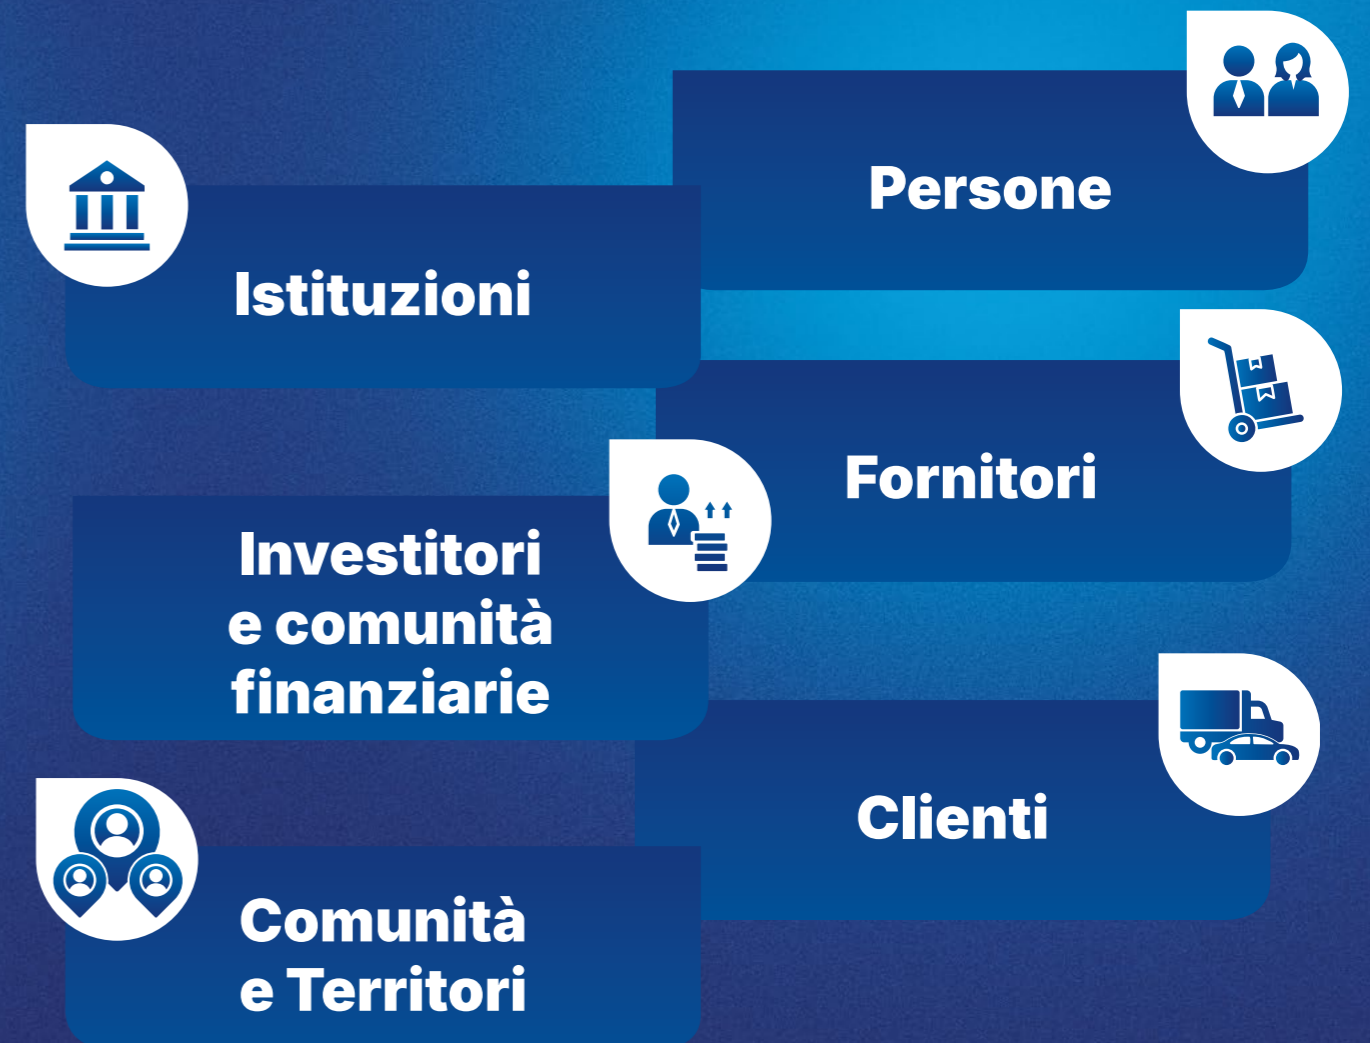 Persone
Istituzioni
Fornitori
Investitori
e comunità
finanziarie
Clienti
Comunità
e Territori